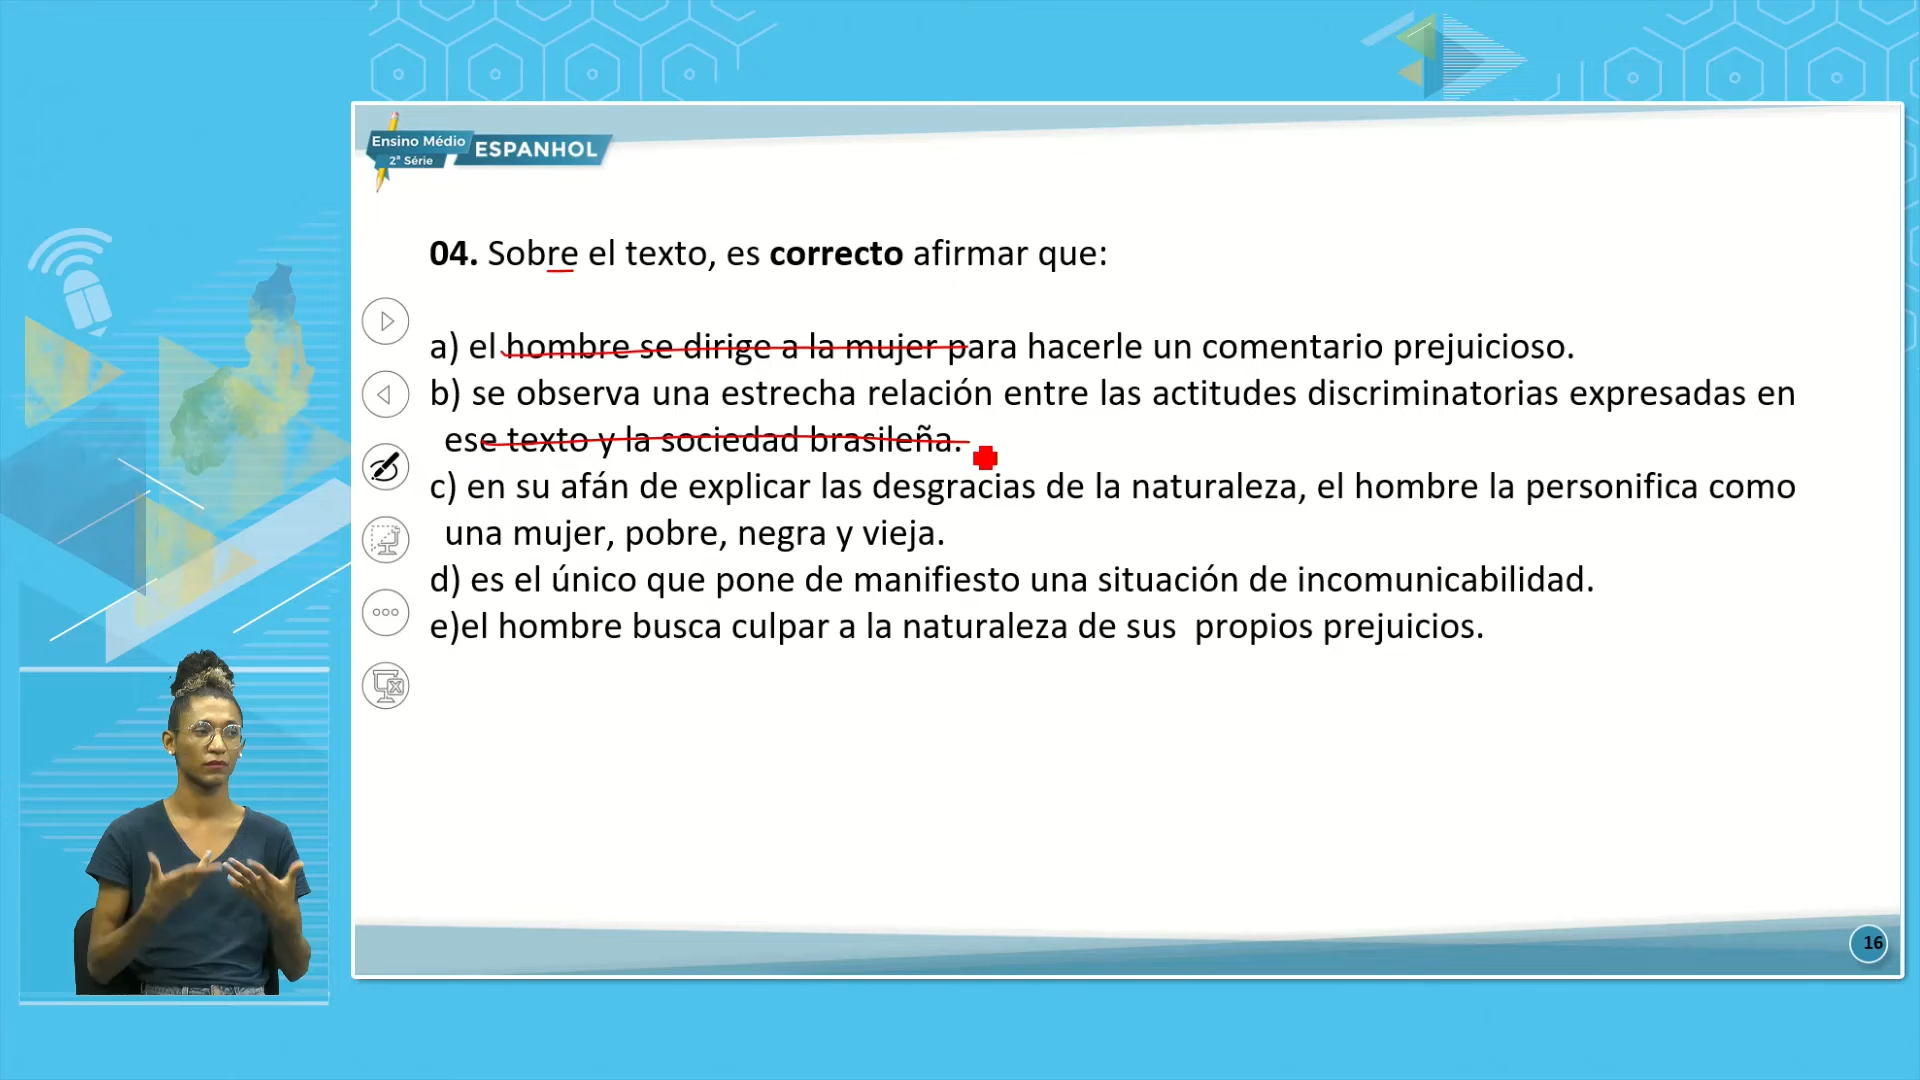 Ensino Médio
2ª Série
ESPANHOL
04. Sobre el texto, es correcto afirmar que:
a) el hombre se dirige a la mujer para hacerle un comentario prejuicioso.
b) se observa una estrecha relación entre las actitudes discriminatorias expresadas en
ese texto y la sociedad brasileña.
c) en su afán de explicar las desgracias de la naturaleza, el hombre la personifica como
una mujer, pobre, negra y vieja.
d) es el único que pone de manifiesto una situación de incomunicabilidad.
e)el hombre busca culpar a la naturaleza de sus  propios prejuicios.
16